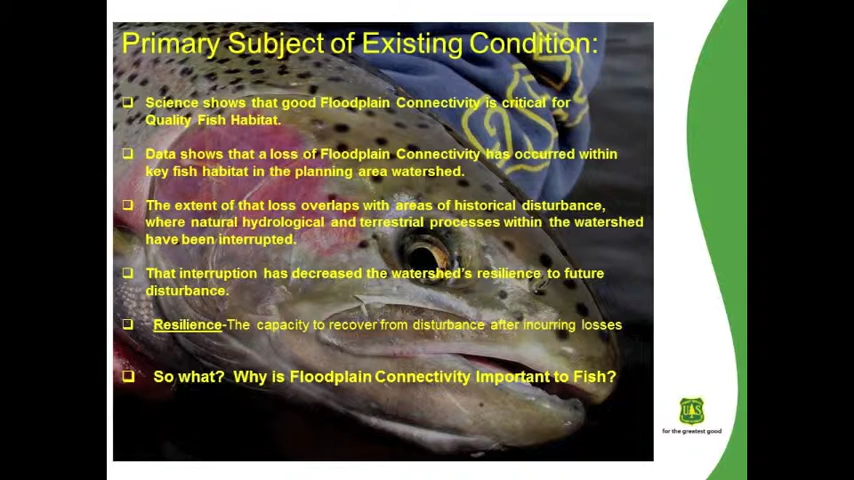 Primary Subject of Existing Condition:
Science shows that good Floodplain Connectivity is critical for
Quality Fish Habitat.
Data shows that a loss of Floodplain Connectivity has occurred within
key fish habitat in the planning area watershed.
The extent of that loss overlaps with areas of historical disturbance,
where natural hydrological and terrestrial processes within the watershed
have been interrupted.
That interruption has decreased the watershed's resilience to future
disturbance.
Resilience-The capacity to recover from disturbance after incurring losses
So what? Why is Floodplain Connectivity Important to Fish?
UAS
for the greatest good